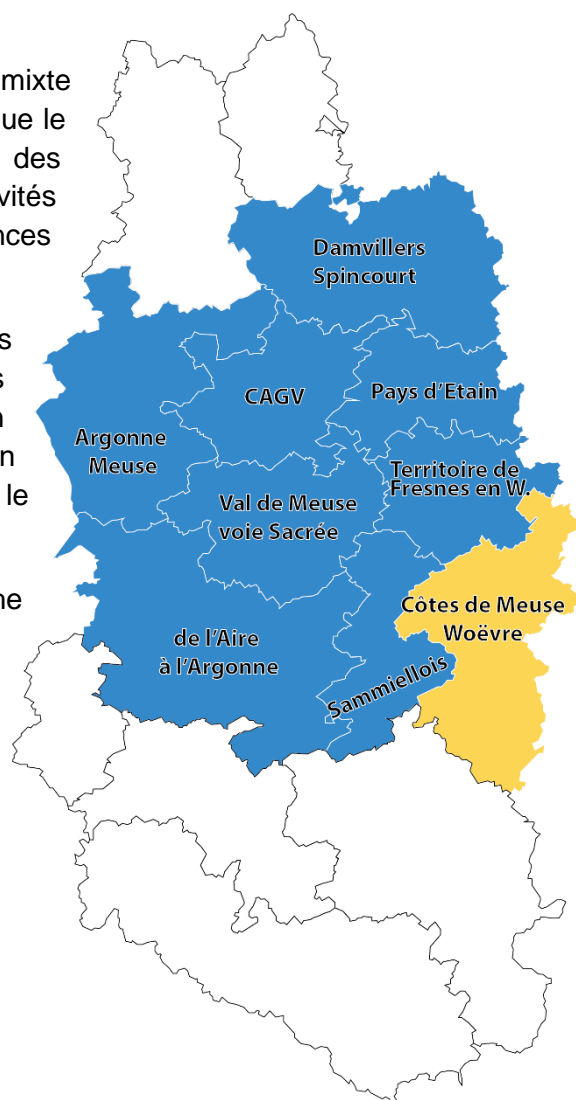 mixte
ue le
des
vités
nces
s
s
n
n
le
ne
Damvillers
Spincourt
CAGV
Pays d'Etain
Argonne
Meuse
Territoire de
Fresnes en W.
Val de Meuse
voie Sacrée
Côtes de Meuse
Woëvre
de l'Aire
à l'Argonne
Sammiellois